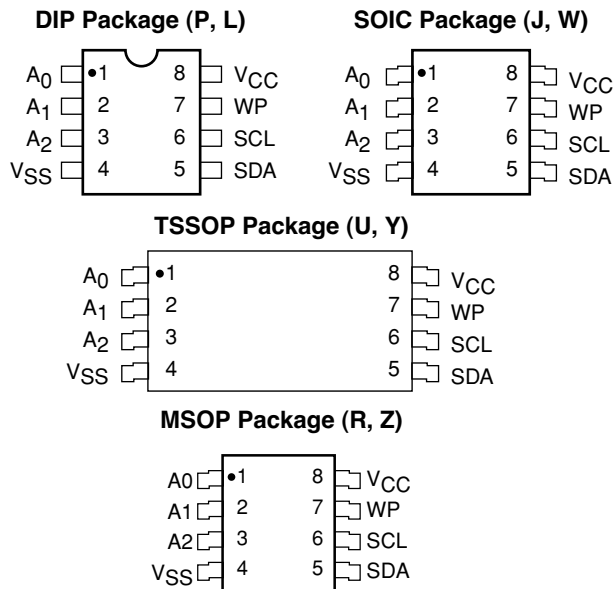 DIP Package (P, L)
A0 1 8 VCC
A1 2 7 WP
A2 3 6 SCL
VSS 4 5 SDA
SOIC Package (J, W)
A0 1 8 VCC
A1 2 7 WP
A2 3 6 SCL
VSS 4 5 SDA
TSSOP Package (U, Y)
A0 1 8 VCC
A1 2 7 WP
A2 3 6 SCL
VSS 4 5 SDA
MSOP Package (R, Z)
A0 1 8 VCC
A1 2 7 WP
A2 3 6 SCL
VSS 4 5 SDA